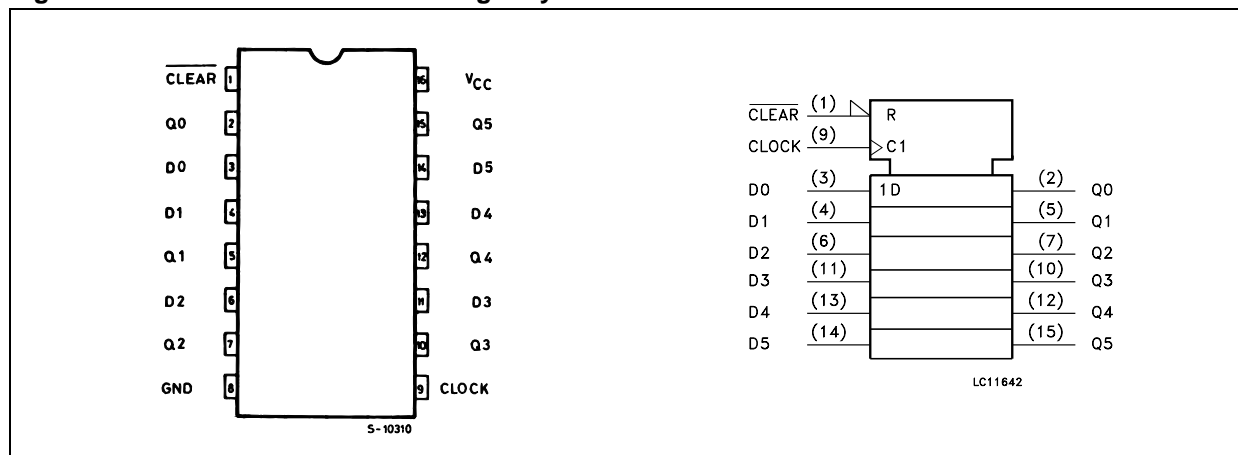 CLEAR 1 16 VCC
Q0 2 15 Q5
D0 3 14 D5
D1 4 13 D4
Q1 5 12 Q4
D2 6 11 D3
Q2 7 10 Q3
GND 8 9 CLOCK
S-10310
CLEAR (1) R
CLOCK (9) C1
D0 (3) 1D (2) Q0
D1 (4) (5) Q1
D2 (6) (7) Q2
D3 (11) (10) Q3
D4 (13) (12) Q4
D5 (14) (15) Q5
LC11642